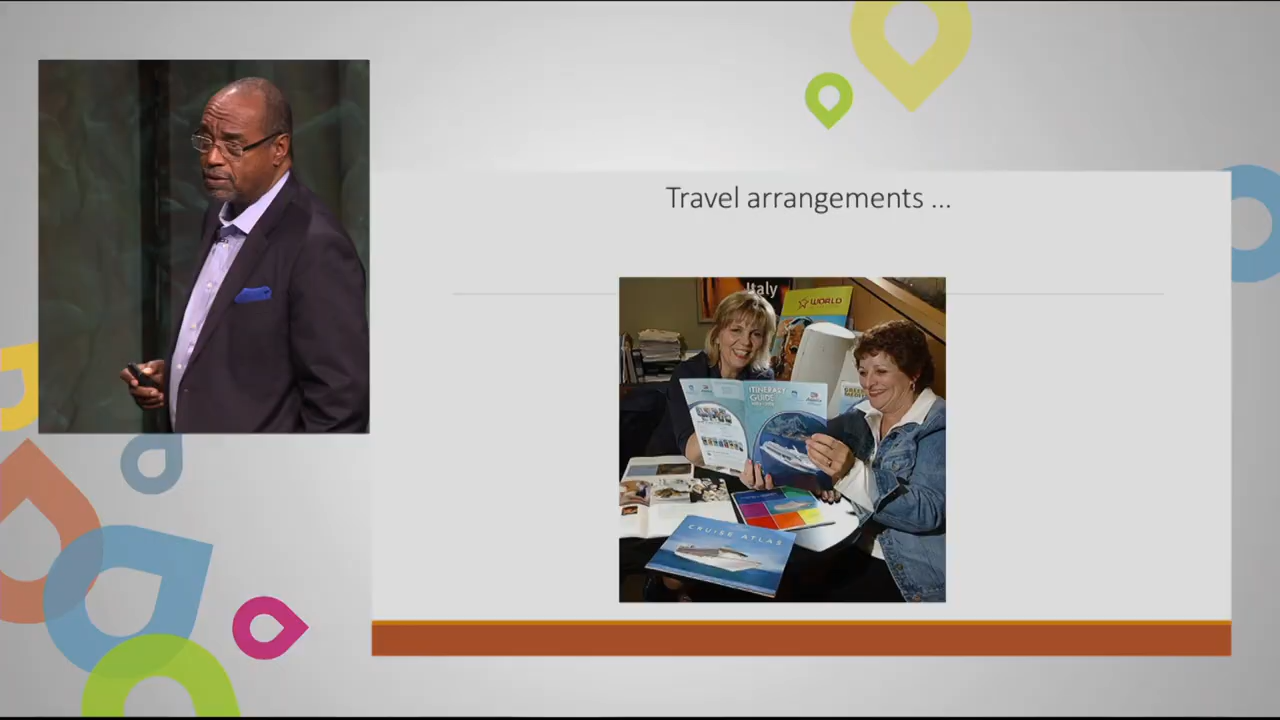 Travel arrangements ...
Italy
WORLD
ITINERARY
GUIDE
CRUISE ATLAS